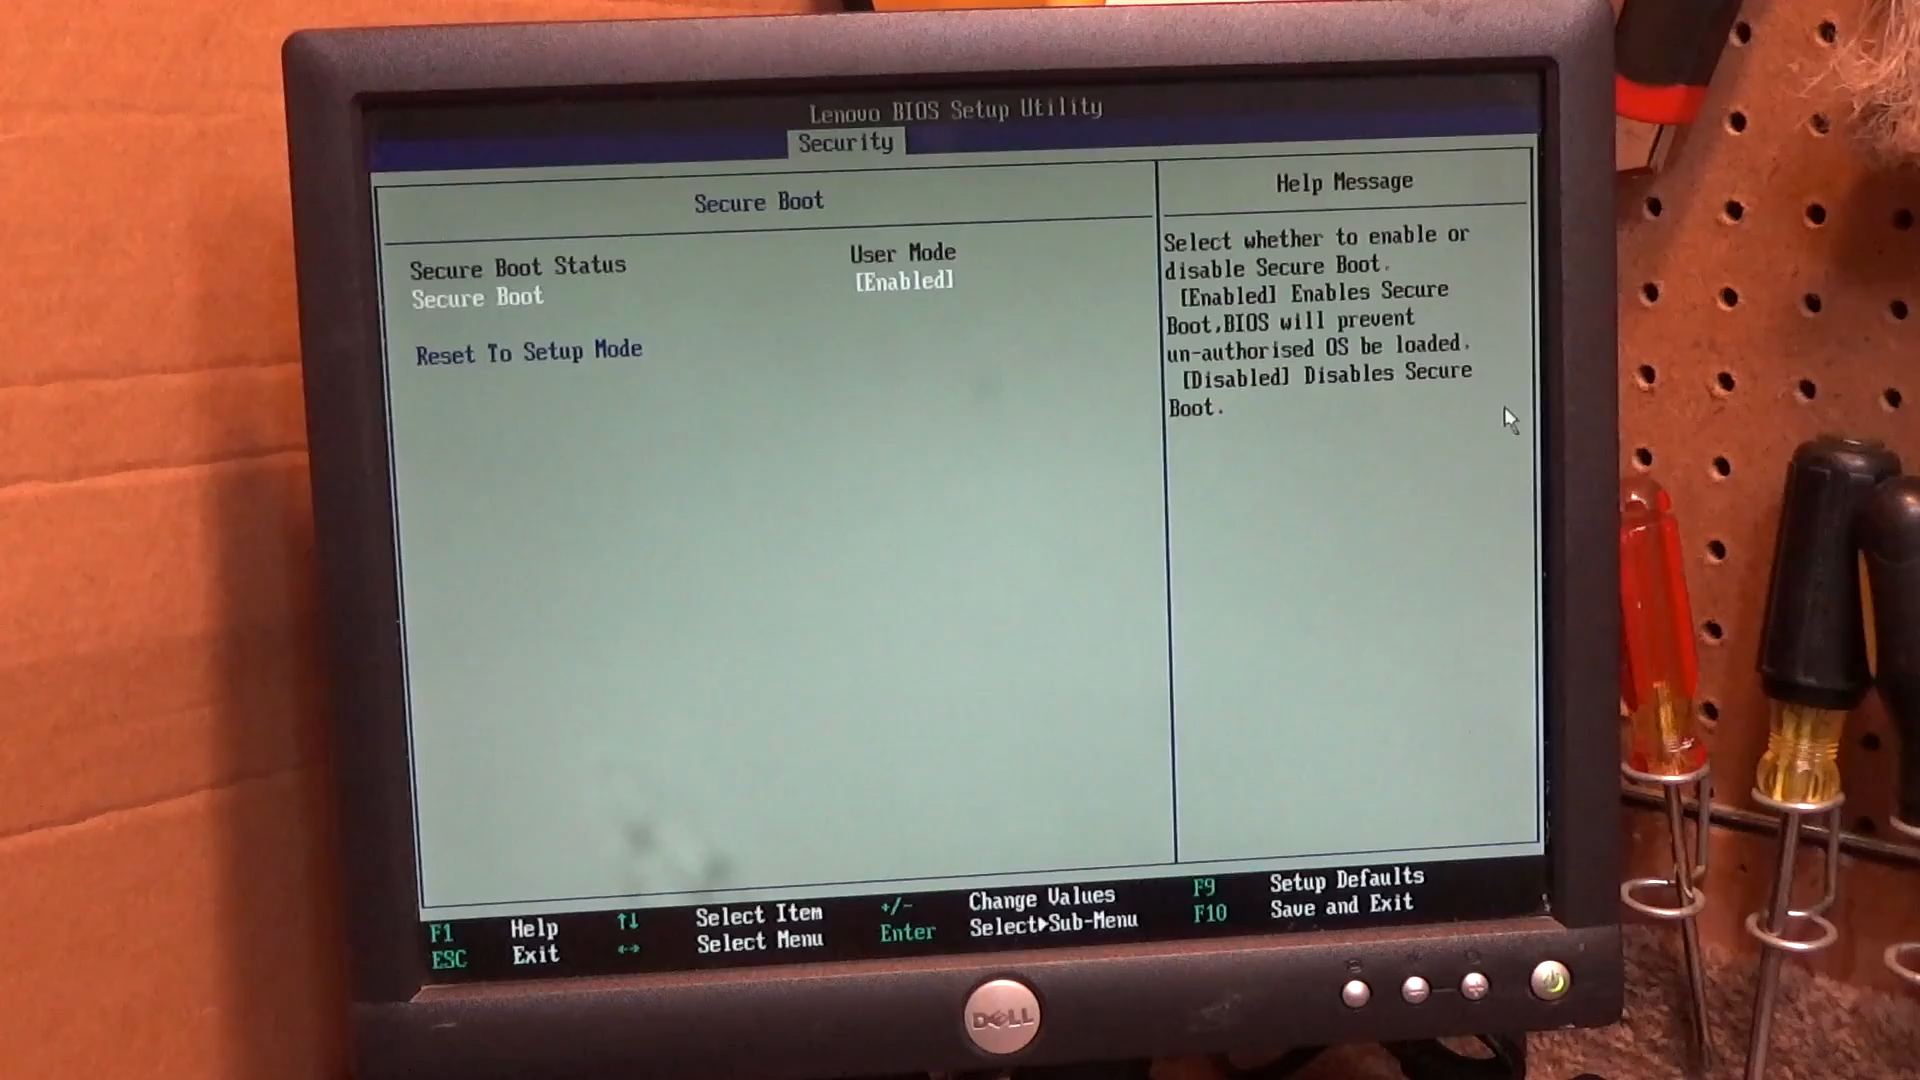 Lenovo BIOS Setup Utility
Security
Secure Boot
Secure Boot Status User Mode
Secure Boot [Enabled]
Reset To Setup Mode
Help Message
Select whether to enable or
disable Secure Boot.
[Enabled] Enables Secure
Boot,BIOS will prevent
un-authorised OS be loaded.
[Disabled] Disables Secure
Boot.
F1 Help ↑↓ Select Item +/- Change Values F9 Setup Defaults
ESC Exit ↔ Select Menu Enter Select▶Sub-Menu F10 Save and Exit
DELL